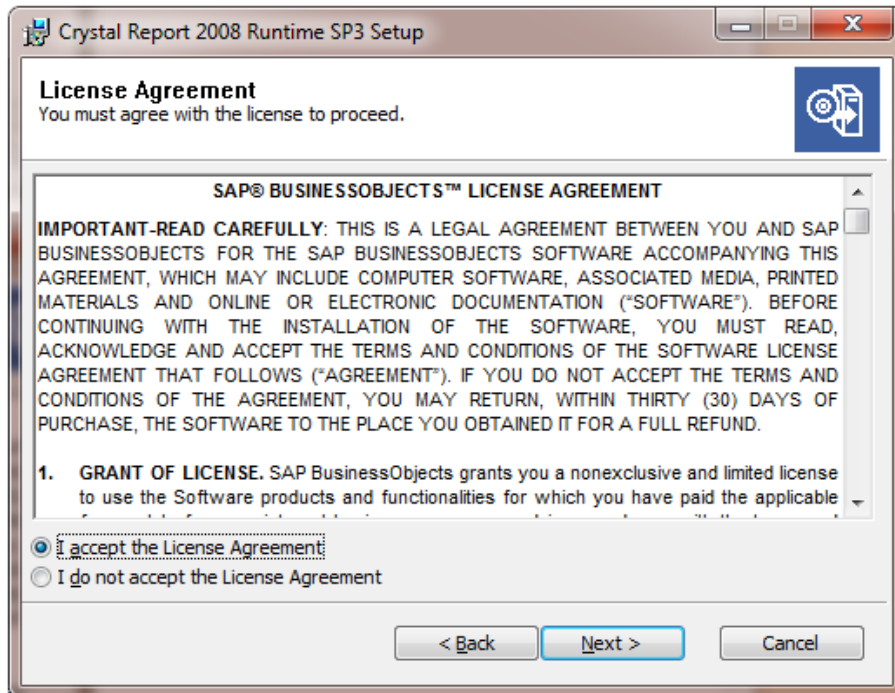 Crystal Report 2008 Runtime SP3 Setup
License Agreement
You must agree with the license to proceed.
SAP® BUSINESSOBJECTS™ LICENSE AGREEMENT
IMPORTANT-READ CAREFULLY: THIS IS A LEGAL AGREEMENT BETWEEN YOU AND SAP
BUSINESSOBJECTS FOR THE SAP BUSINESSOBJECTS SOFTWARE ACCOMPANYING THIS
AGREEMENT, WHICH MAY INCLUDE COMPUTER SOFTWARE, ASSOCIATED MEDIA, PRINTED
MATERIALS AND ONLINE OR ELECTRONIC DOCUMENTATION (“SOFTWARE”). BEFORE
CONTINUING WITH THE INSTALLATION OF THE SOFTWARE, YOU MUST READ,
ACKNOWLEDGE AND ACCEPT THE TERMS AND CONDITIONS OF THE SOFTWARE LICENSE
AGREEMENT THAT FOLLOWS (“AGREEMENT”). IF YOU DO NOT ACCEPT THE TERMS AND
CONDITIONS OF THE AGREEMENT, YOU MAY RETURN, WITHIN THIRTY (30) DAYS OF
PURCHASE, THE SOFTWARE TO THE PLACE YOU OBTAINED IT FOR A FULL REFUND.
1. GRANT OF LICENSE. SAP BusinessObjects grants you a nonexclusive and limited license
to use the Software products and functionalities for which you have paid the applicable
I accept the License Agreement
I do not accept the License Agreement
< Back
Next >
Cancel